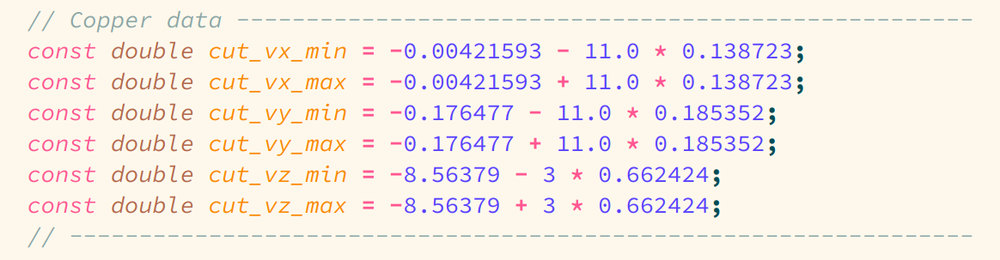 // Copper data -----------------------------------------------------
const double cut_vx_min = -0.00421593 - 11.0 * 0.138723;
const double cut_vx_max = -0.00421593 + 11.0 * 0.138723;
const double cut_vy_min = -0.176477 - 11.0 * 0.185352;
const double cut_vy_max = -0.176477 + 11.0 * 0.185352;
const double cut_vz_min = -8.56379 - 3 * 0.662424;
const double cut_vz_max = -8.56379 + 3 * 0.662424;
// -----------------------------------------------------------------